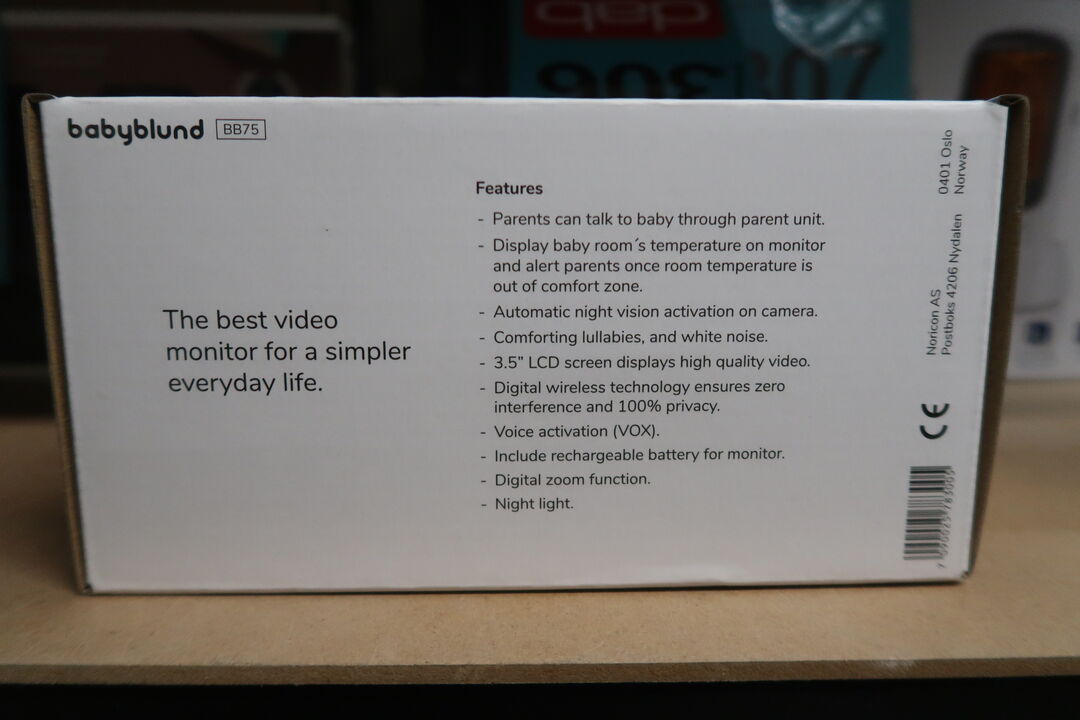 babyblund BB75
The best video
monitor for a simpler
everyday life.
Features
- Parents can talk to baby through parent unit.
- Display baby room´s temperature on monitor
and alert parents once room temperature is
out of comfort zone.
- Automatic night vision activation on camera.
- Comforting lullabies, and white noise.
- 3.5" LCD screen displays high quality video.
- Digital wireless technology ensures zero
interference and 100% privacy.
- Voice activation (VOX).
- Include rechargeable battery for monitor.
- Digital zoom function.
- Night light.
Noricon AS
Postboks 4206 Nydalen
0401 Oslo
Norway
CE
deb